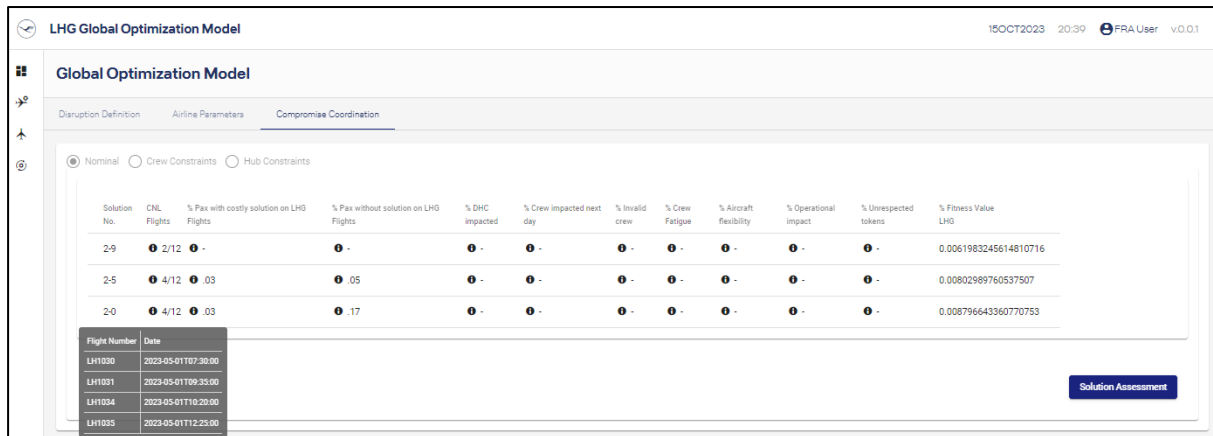 LHG Global Optimization Model
15OCT2023 20:39 FRA User v.0.0.1
Global Optimization Model
Disruption Definition Airline Parameters Compromise Coordination
Nominal Crew Constraints Hub Constraints
Solution No. CNL Flights % Pax with costly solution on LHG Flights % Pax without solution on LHG Flights % DHC impacted % Crew impacted next day % Invalid crew % Crew Fatigue % Aircraft flexibility % Operational impact % Unrespected tokens % Fitness Value LHG
2-9 2/12 - - - - - - - - - 0.0061983245614810716
2-5 4/12 .03 .05 - - - - - - - 0.00802989760537507
2-0 4/12 .03 .17 - - - - - - - 0.008796643360770753
Flight Number Date
LH1030 2023-05-01T07:30:00
LH1031 2023-05-01T09:35:00
LH1034 2023-05-01T10:20:00
LH1035 2023-05-01T12:25:00
Solution Assessment